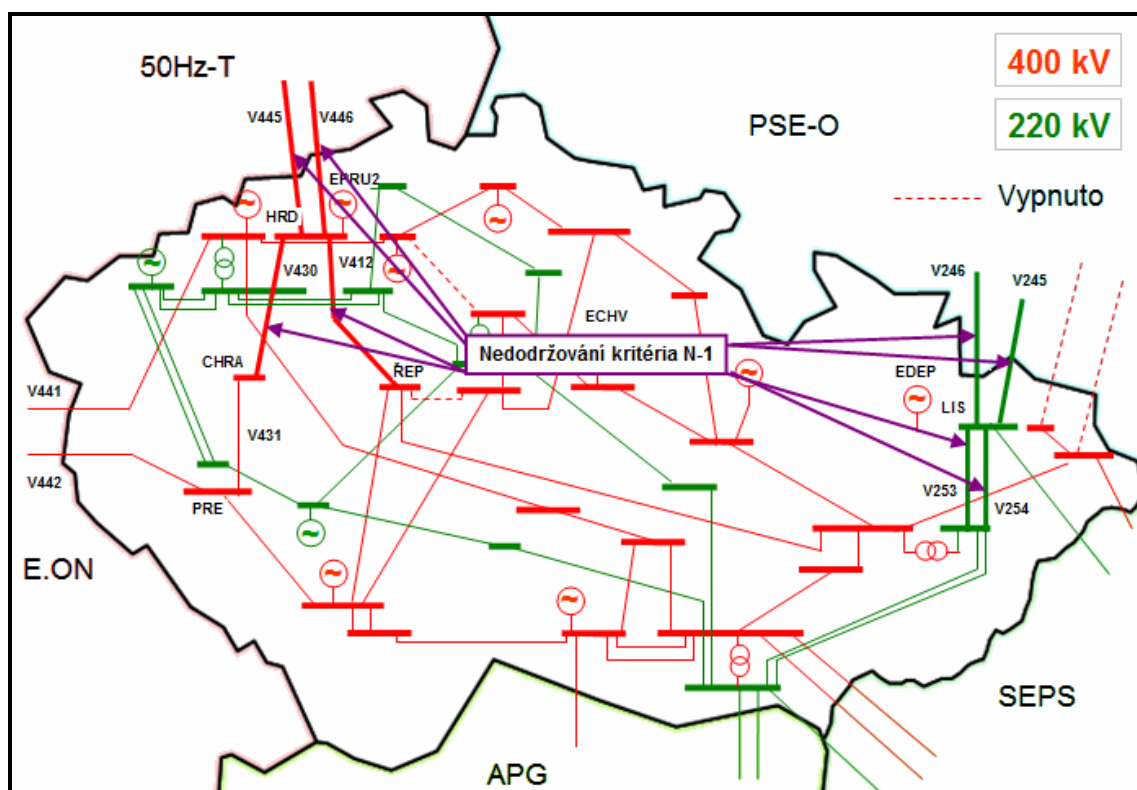 50Hz-T
400 kV
220 kV
PSE-O
V445
V446
Vypnuto
EPRU2
HRD
V430
V412
V246
V245
ECHV
Nedodržování kritéria N-1
CHRA
ŘEP
EDEP
LIS
V441
V431
V442
PRE
V253
V254
E.ON
SEPS
APG